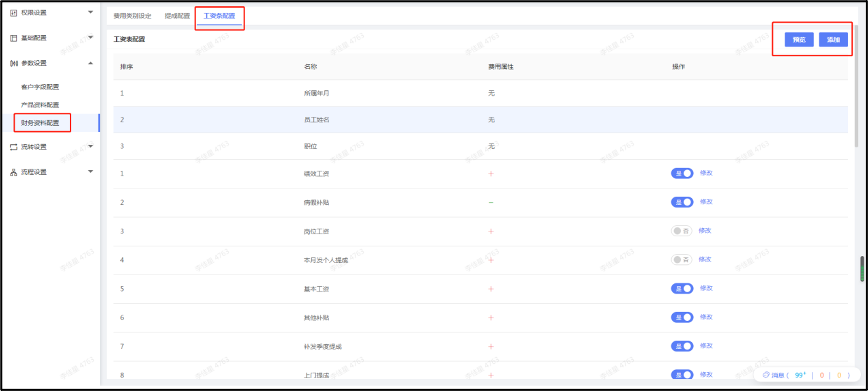 权限设置
基础配置
参数设置
客户字段配置
产品资料配置
财务资料配置
流转设置
流程设置
费用类别设定 提成配置 工资条配置
工资表配置 预览 添加
排序 名称 费用属性 操作
1 所属年月 无
2 员工姓名 无
3 职位 无
1 绩效工资 + 是 修改
2 病假补贴 − 是 修改
3 岗位工资 + 否 修改
4 本月发个人提成 + 否 修改
5 基本工资 + 是 修改
6 其他补贴 + 是 修改
7 补发季度提成 + 是 修改
8 上门提成 + 是 修改
消息 ( 99+ | 0 | 0 )